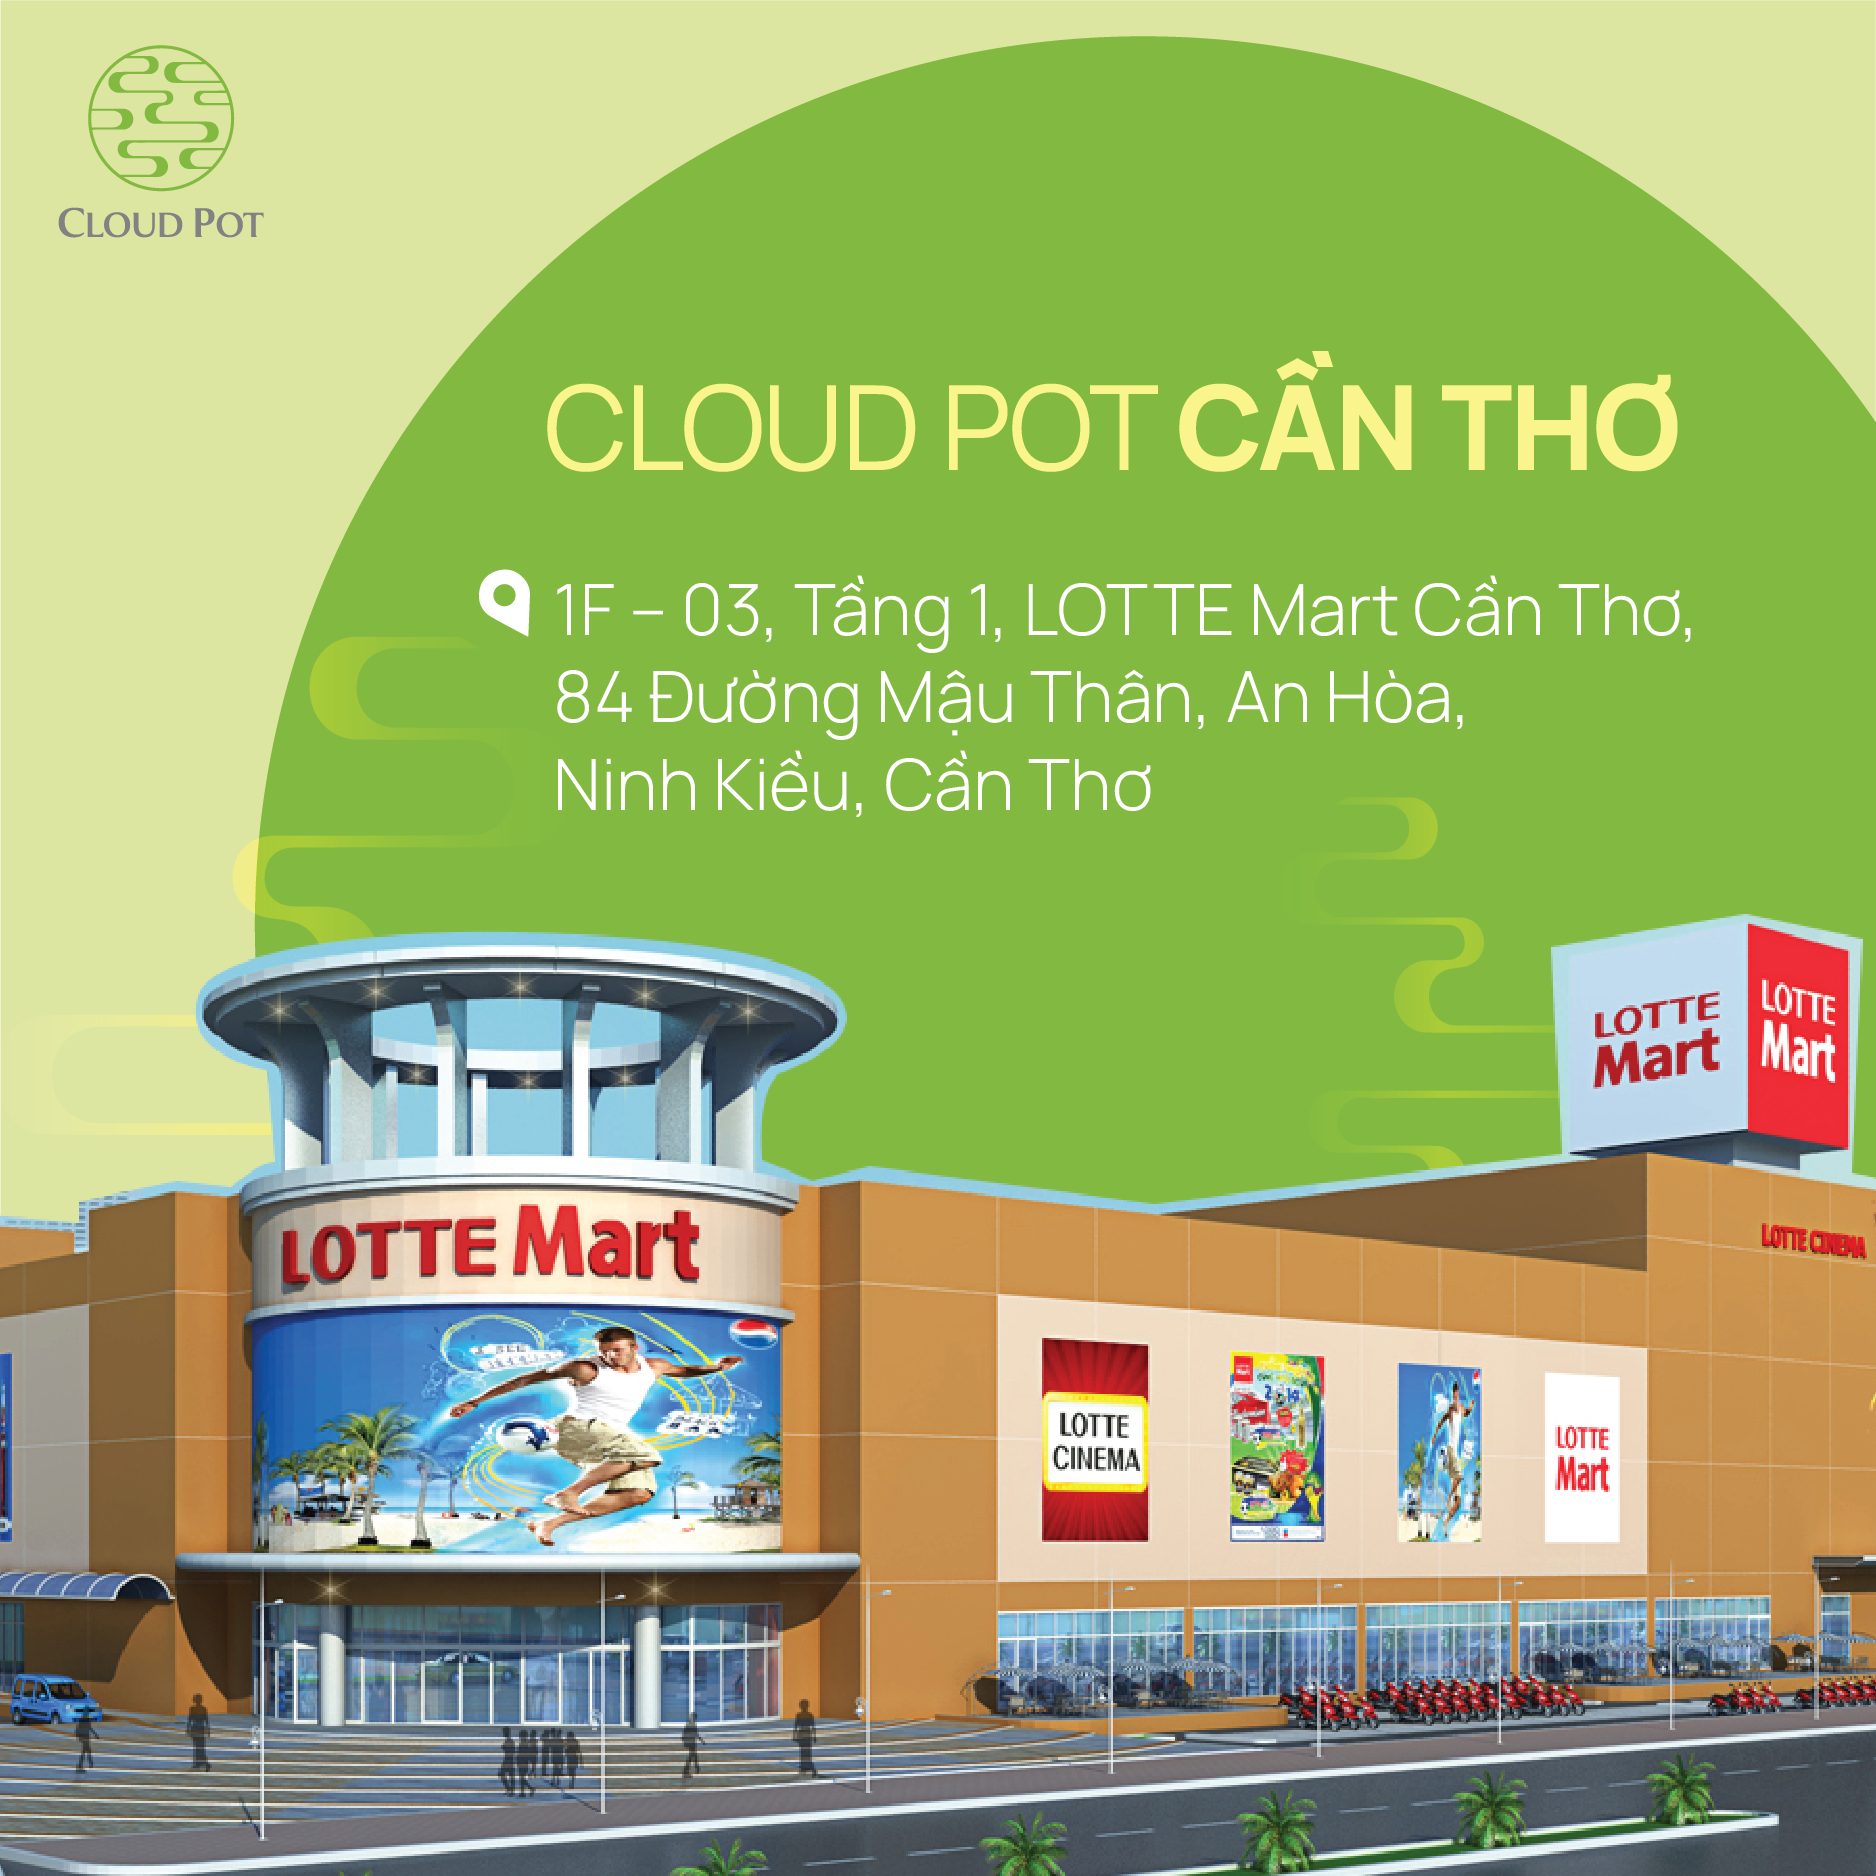 CLOUD POT
CLOUD POT CẦN THƠ
1F – 03, Tầng 1, LOTTE Mart Cần Thơ,
84 Đường Mậu Thân, An Hòa,
Ninh Kiều, Cần Thơ
LOTTE
Mart
LOTTE
Mart
LOTTE Mart
LOTTE CINEMA
LOTTE
CINEMA
LOTTE
Mart